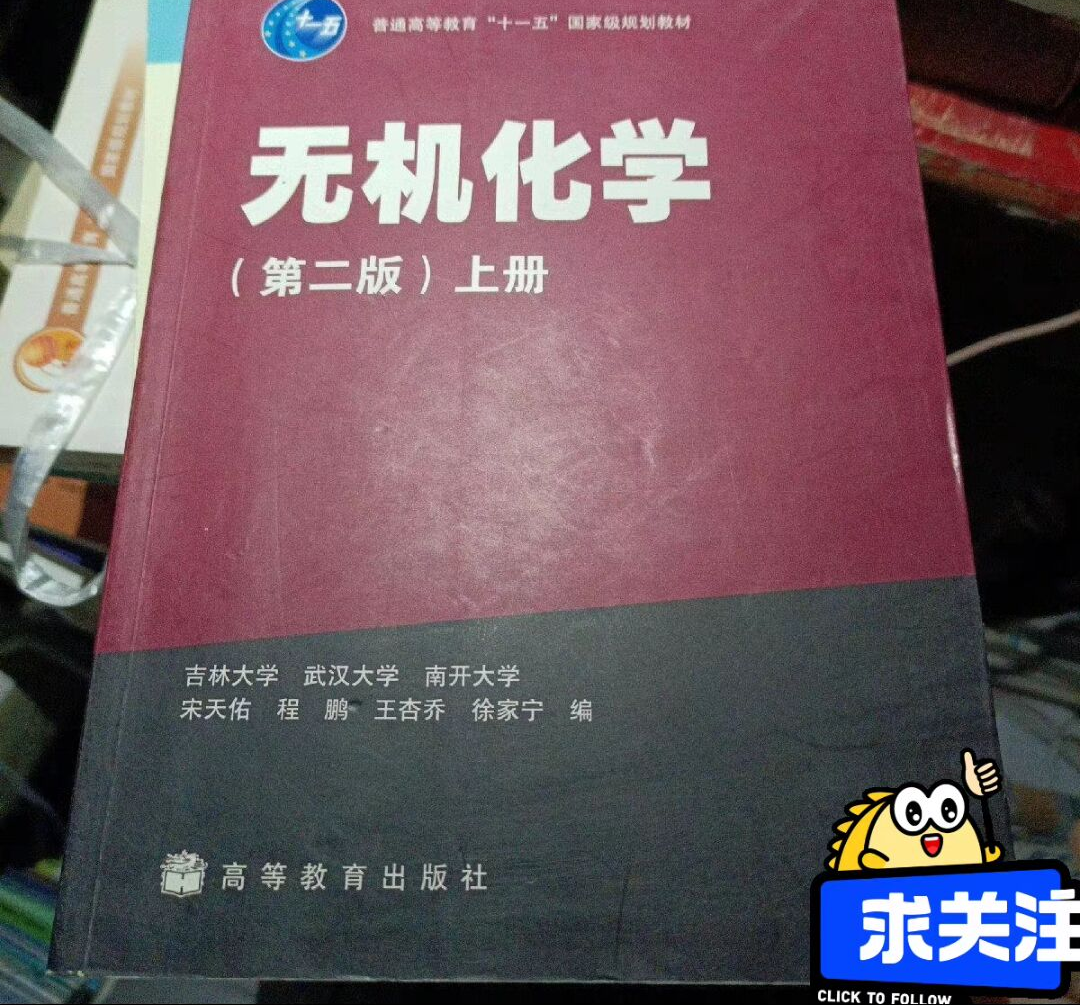 十一五
普通高等教育“十一五”国家级规划教材
无机化学
（第二版）上册
吉林大学 武汉大学 南开大学
宋天佑 程 鹏 王杏乔 徐家宁 编
高等教育出版社
求关注
CLICK TO FOLLOW